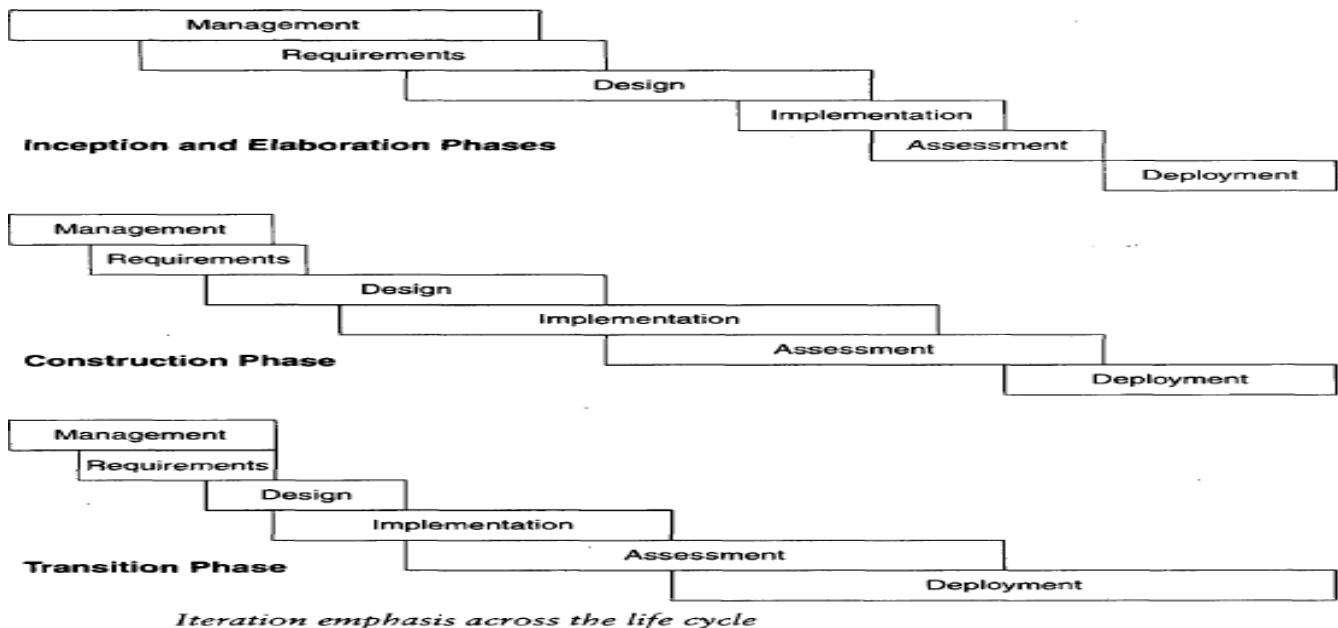 Management
Requirements
Design
Implementation
Inception and Elaboration Phases
Assessment
Deployment
Management
Requirements
Design
Implementation
Construction Phase
Assessment
Deployment
Management
Requirements
Design
Implementation
Transition Phase
Assessment
Deployment
Iteration emphasis across the life cycle